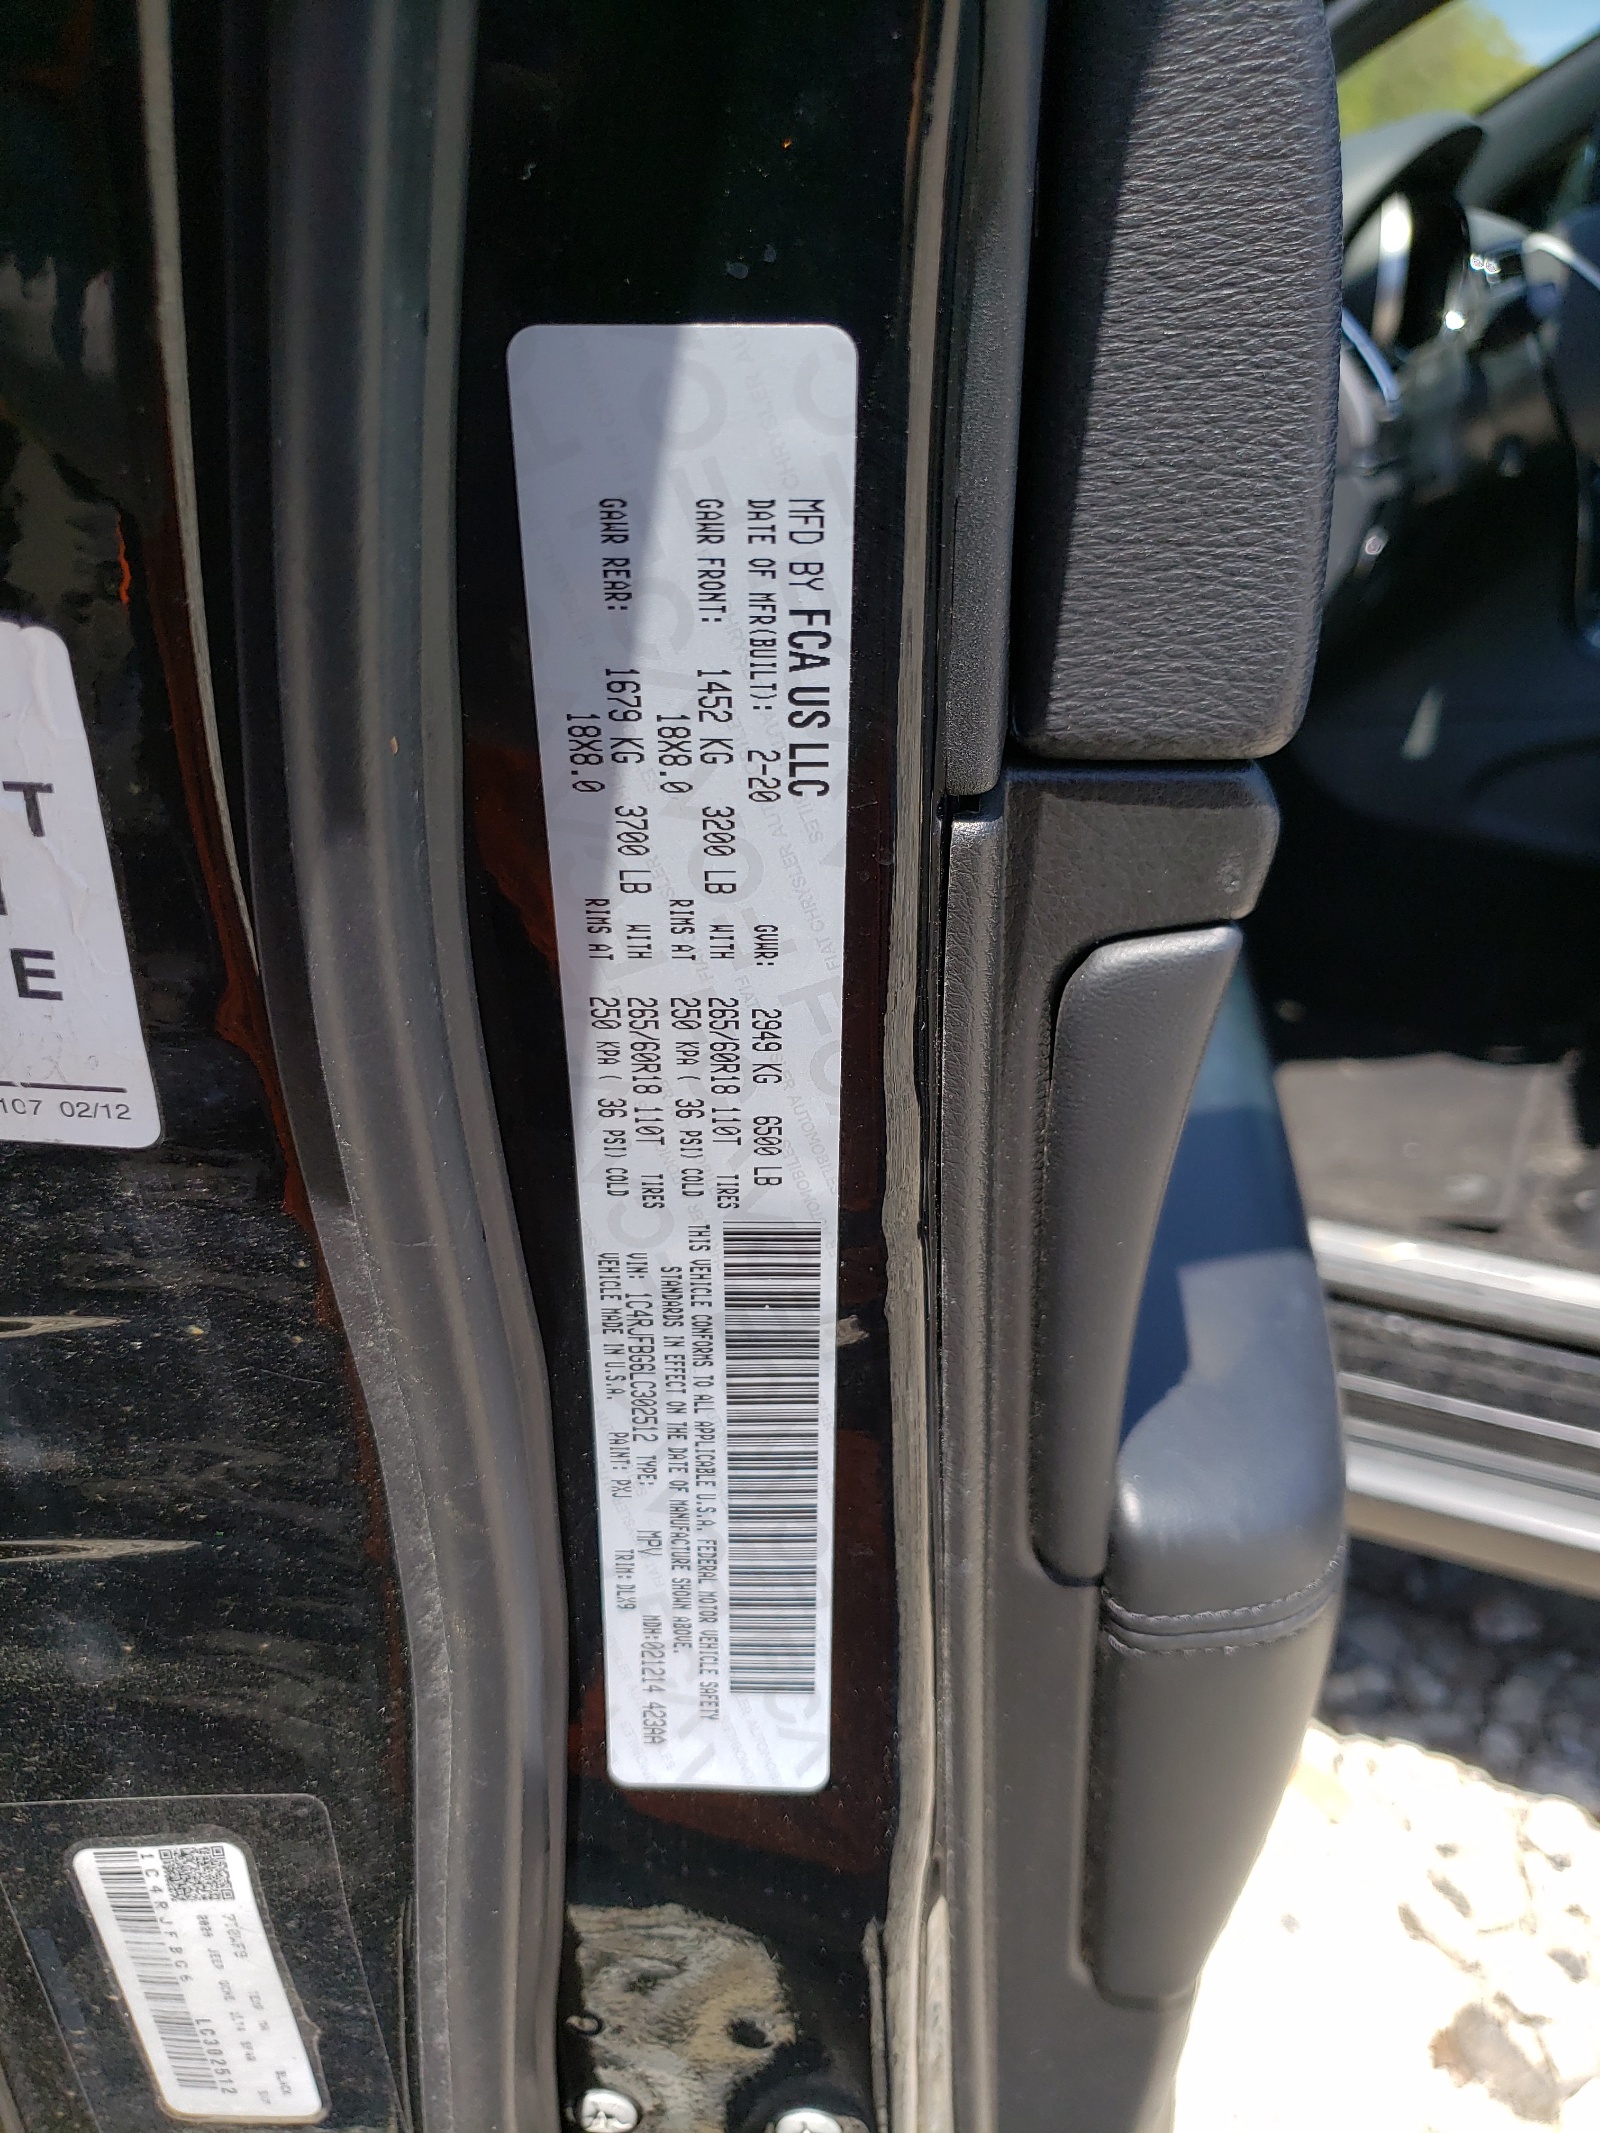 MFD BY FCA US LLC
DATE OF MFR(BUILT): 2-20 GVWR: 2949 KG 6500 LB
GAWR FRONT: 1452 KG 3200 LB WITH 265/60R18 110T TIRES
18X8.0 RIMS AT 250 KPA ( 36 PSI) COLD
GAWR REAR: 1679 KG 3700 LB WITH 265/60R18 110T TIRES
18X8.0 RIMS AT 250 KPA ( 36 PSI) COLD
THIS VEHICLE CONFORMS TO ALL APPLICABLE U.S.A. FEDERAL MOTOR VEHICLE SAFETY
STANDARDS IN EFFECT ON THE DATE OF MANUFACTURE SHOWN ABOVE.
VIN: 1C4RJFBG6LC302512 TYPE: MPV MDH:021214 423AA
VEHICLE MADE IN U.S.A. PAINT: PXJ TRIM: DLX9
T
E
107 02/12
JEEP
BLACK
1C4RJFBG6 LC302512